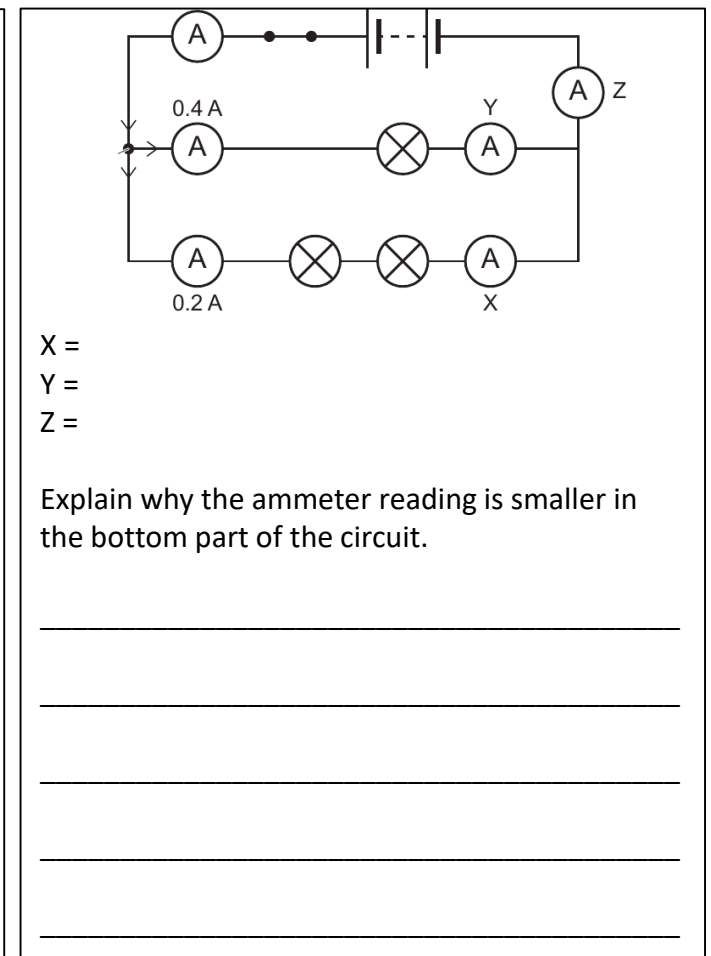 A
A Z
0.4 A Y
A A
A A
0.2 A X
X =
Y =
Z =
Explain why the ammeter reading is smaller in
the bottom part of the circuit.